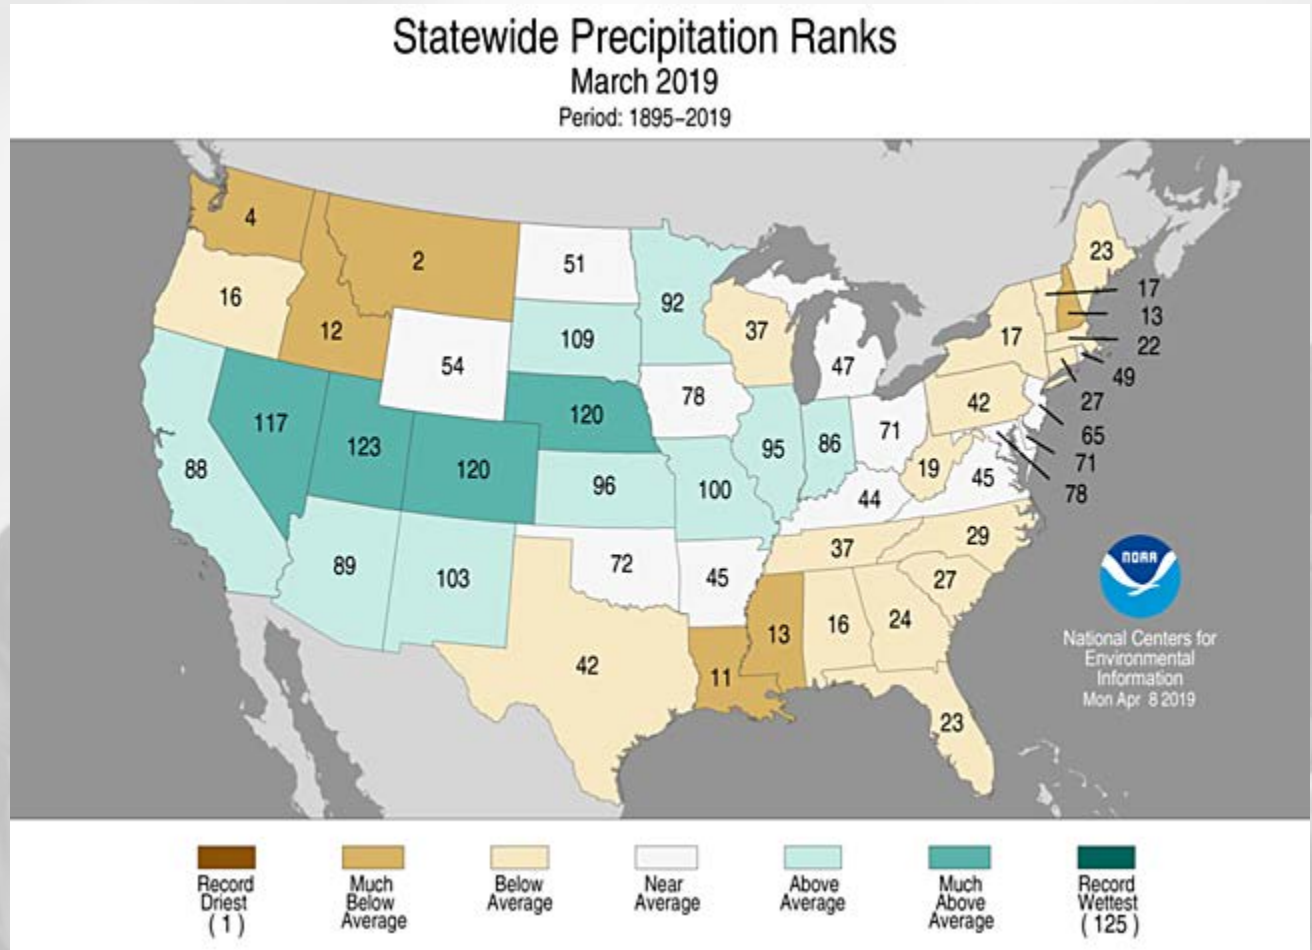 Statewide Precipitation Ranks
March 2019
Period: 1895–2019
4
2
51
92
23
16
12
54
109
37
47
17
17
13
22
49
27
65
71
78
117
123
120
120
78
95
86
71
42
19
45
88
96
100
44
89
103
72
45
37
29
27
42
11
13
16
24
23
NOAA
National Centers for
Environmental
Information
Mon Apr 8 2019
Record
Driest
(1)
Much
Below
Average
Below
Average
Near
Average
Above
Average
Much
Above
Average
Record
Wettest
(125)